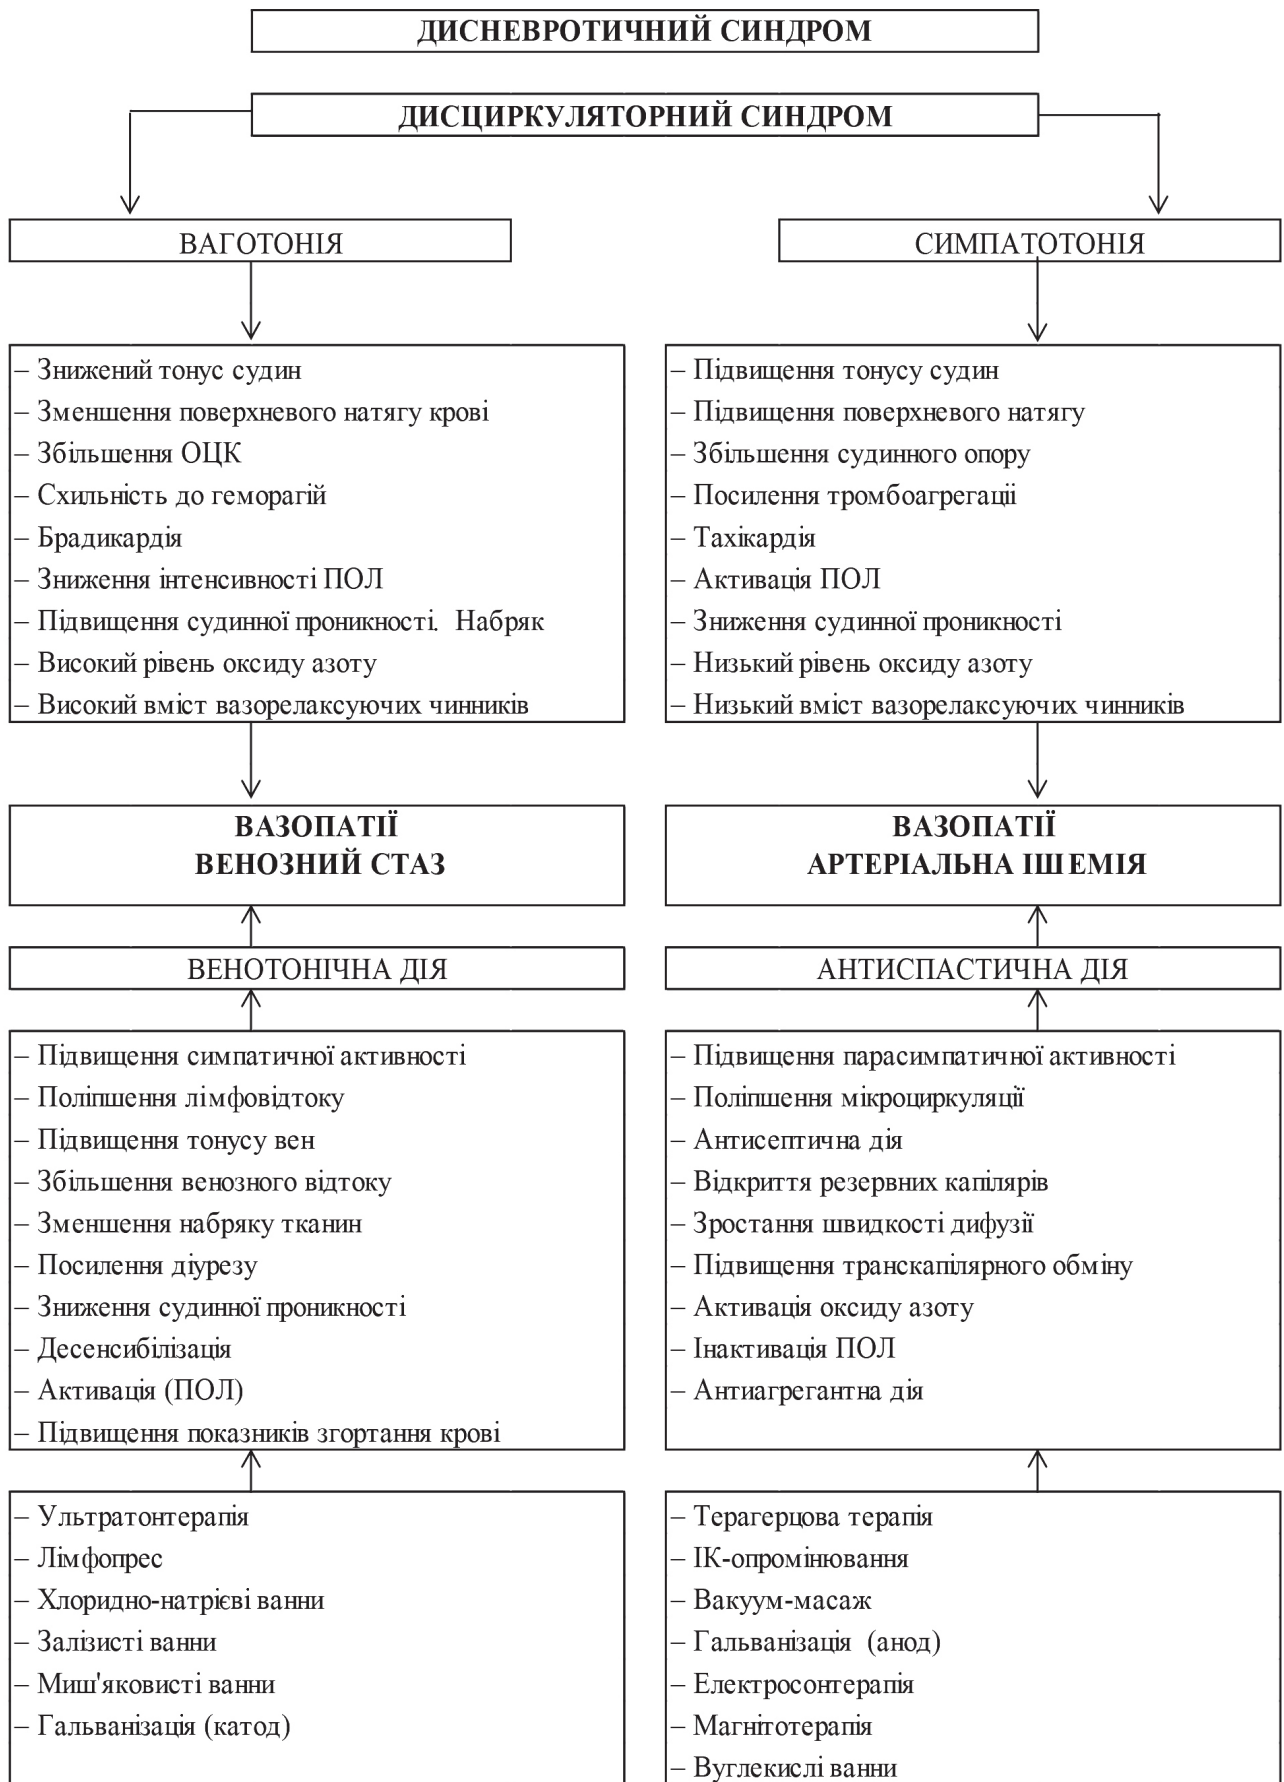 ДИСНЕВРОТИЧНИЙ СИНДРОМ
ДИСЦИРКУЛЯТОРНИЙ СИНДРОМ
ВАГОТОНІЯ
– Знижений тонус судин
– Зменшення поверхневого натягу крові
– Збільшення ОЦК
– Схильність до геморагій
– Брадикардія
– Зниження інтенсивності ПОЛ
– Підвищення судинної проникності. Набряк
– Високий рівень оксиду азоту
– Високий вміст вазорелаксуючих чинників
ВАЗОПАТІЇ
ВЕНОЗНИЙ СТАЗ
ВЕНОТОНІЧНА ДІЯ
– Підвищення симпатичної активності
– Поліпшення лімфовідтоку
– Підвищення тонусу вен
– Збільшення венозного відтоку
– Зменшення набряку тканин
– Посилення діурезу
– Зниження судинної проникності
– Десенсибілізація
– Активація (ПОЛ)
– Підвищення показників згортання крові
– Ультратонтерапія
– Лімфопрес
– Хлоридно-натрієві ванни
– Залізисті ванни
– Миш'яковисті ванни
– Гальванізація (катод)
СИМПАТОТОНІЯ
– Підвищення тонусу судин
– Підвищення поверхневого натягу
– Збільшення судинного опору
– Посилення тромбоагрегації
– Тахікардія
– Активація ПОЛ
– Зниження судинної проникності
– Низький рівень оксиду азоту
– Низький вміст вазорелаксуючих чинників
ВАЗОПАТІЇ
АРТЕРІАЛЬНА ІШЕМІЯ
АНТИСПАСТИЧНА ДІЯ
– Підвищення парасимпатичної активності
– Поліпшення мікроциркуляції
– Антисептична дія
– Відкриття резервних капілярів
– Зростання швидкості дифузії
– Підвищення транскапілярного обміну
– Активація оксиду азоту
– Інактивація ПОЛ
– Антиагрегантна дія
– Терагерцова терапія
– ІК-опромінювання
– Вакуум-масаж
– Гальванізація (анод)
– Електросонтерапія
– Магнітотерапія
– Вуглекислі ванни